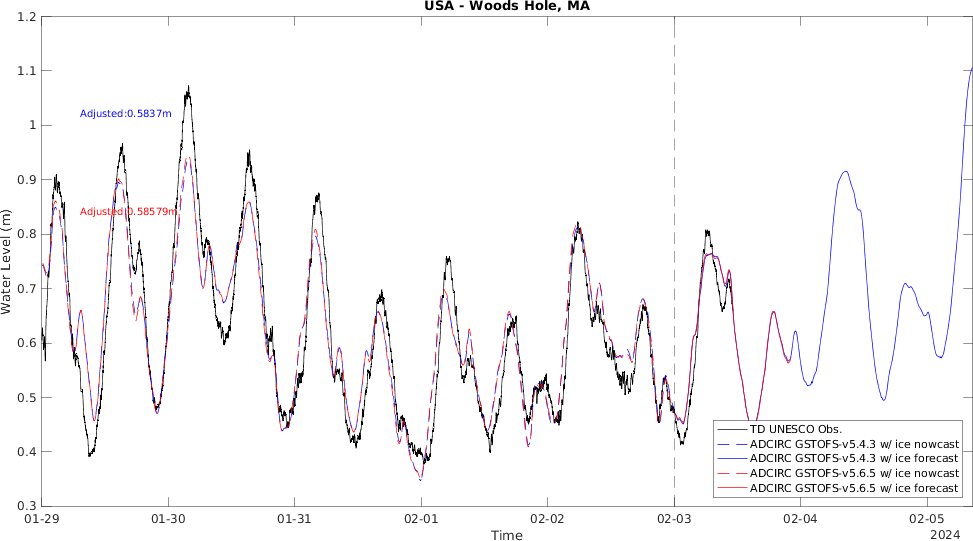 USA - Woods Hole, MA
1.2
1.1
1
0.9
0.8
0.7
0.6
0.5
0.4
0.3
Water Level (m)
Adjusted:0.5837m
Adjusted:0.58579m
TD UNESCO Obs.
ADCIRC GSTOFS-v5.4.3 w/ ice nowcast
ADCIRC GSTOFS-v5.4.3 w/ ice forecast
ADCIRC GSTOFS-v5.6.5 w/ ice nowcast
ADCIRC GSTOFS-v5.6.5 w/ ice forecast
01-29 01-30 01-31 02-01 02-02 02-03 02-04 02-05
Time
2024